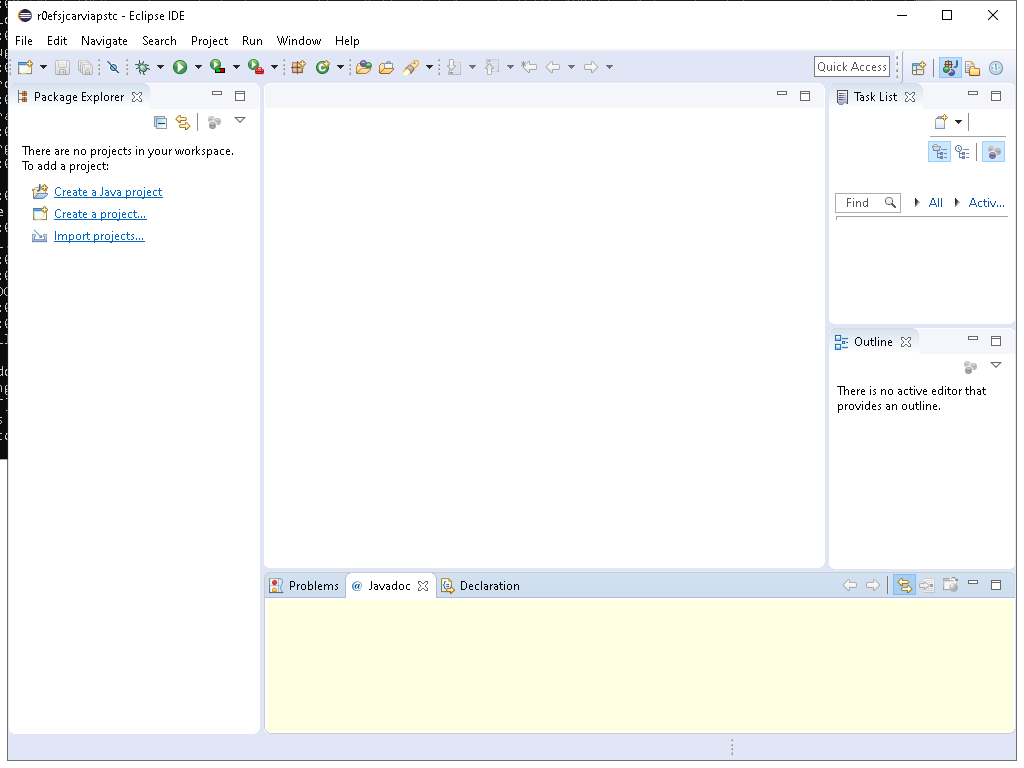 r0efsjcarviapstc - Eclipse IDE
File Edit Navigate Search Project Run Window Help
Quick Access
Package Explorer
Task List
There are no projects in your workspace.
To add a project:
Create a Java project
Create a project...
Import projects...
Find All Activ...
Outline
There is no active editor that
provides an outline.
Problems @ Javadoc Declaration